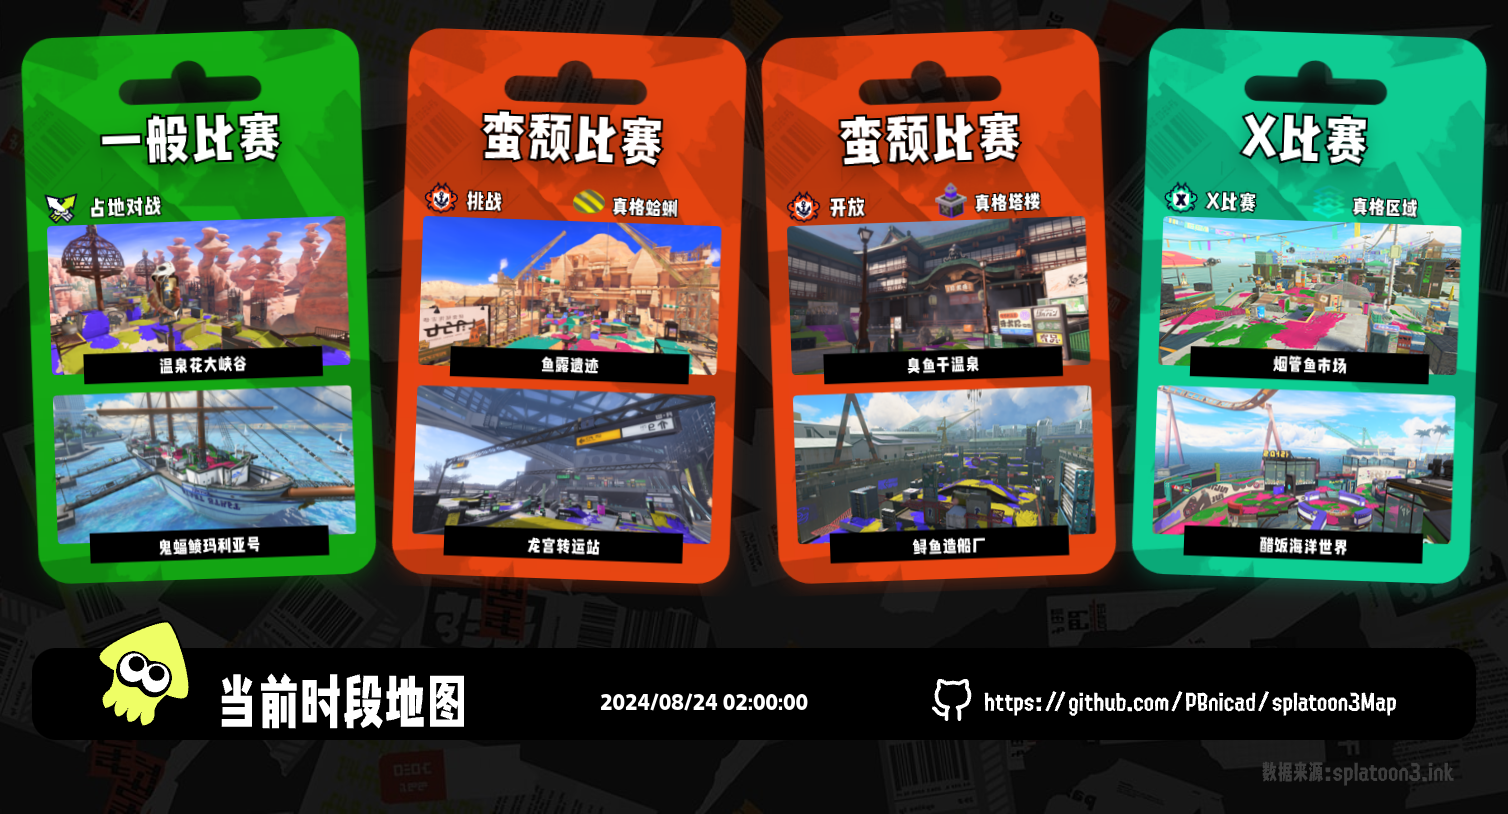 一般比赛
占地对战
温泉花大峡谷
鬼蝠鲼玛利亚号
蛮颓比赛
挑战
真格蛤蜊
鱼露遗迹
龙宫转运站
蛮颓比赛
开放
真格塔楼
臭鱼干温泉
鲟鱼造船厂
X比赛
X比赛
真格区域
烟管鱼市场
醋饭海洋世界
当前时段地图
2024/08/24 02:00:00
https://github.com/PBnicad/splatoon3Map
数据来源:splatoon3.ink